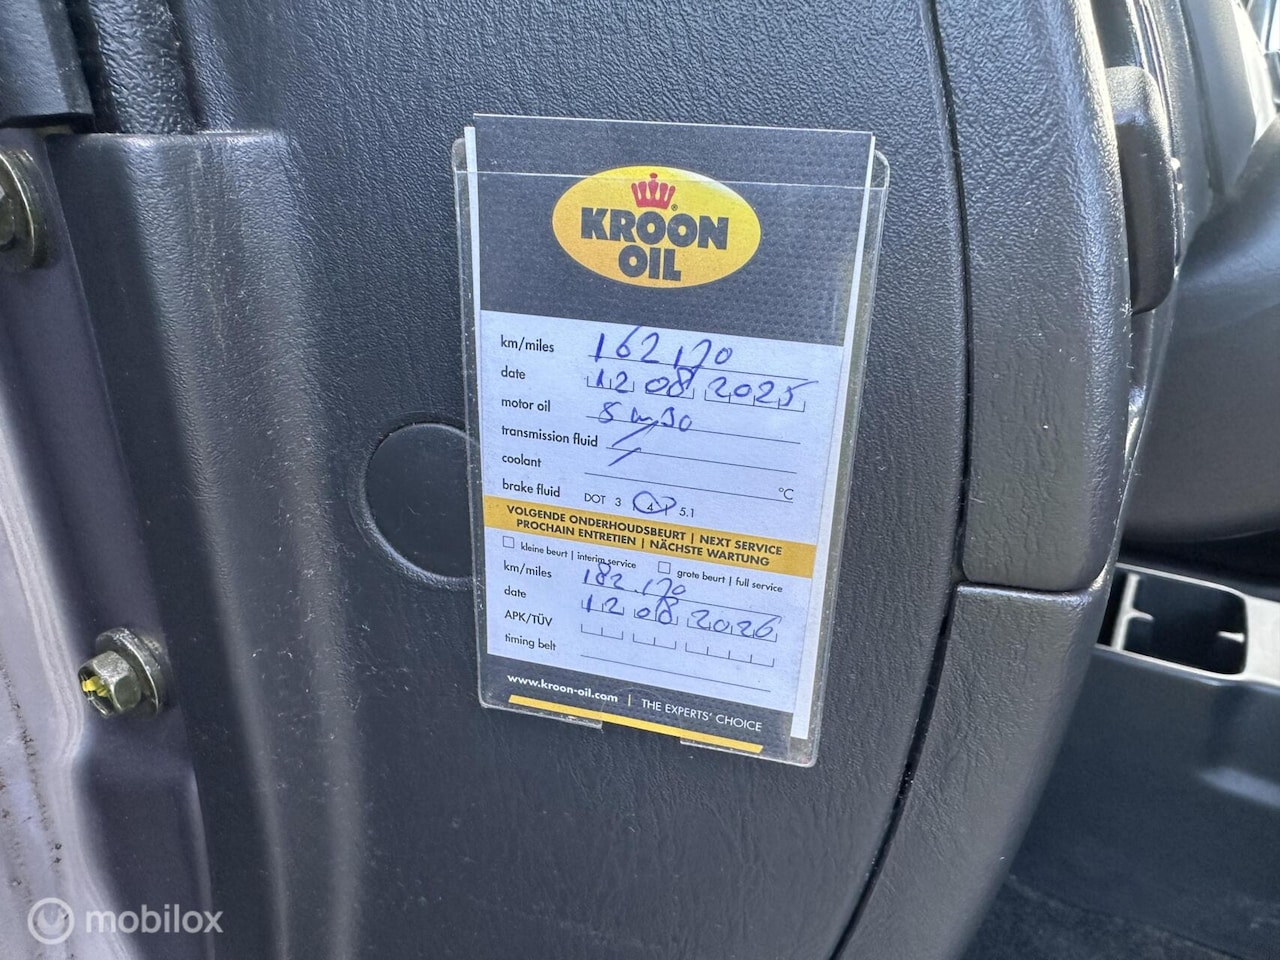 KROON
OIL
km/miles 162170
date 12 08 2025
motor oil 5w30
transmission fluid /
coolant / °C
brake fluid DOT 3 4 5.1
VOLGENDE ONDERHOUDSBEURT | NEXT SERVICE
PROCHAIN ENTRETIEN | NÄCHSTE WARTUNG
kleine beurt | interim service grote beurt | full service
km/miles 182.170
date 12 08 2026
APK/TÜV
timing belt
www.kroon-oil.com | THE EXPERTS' CHOICE
mobilox